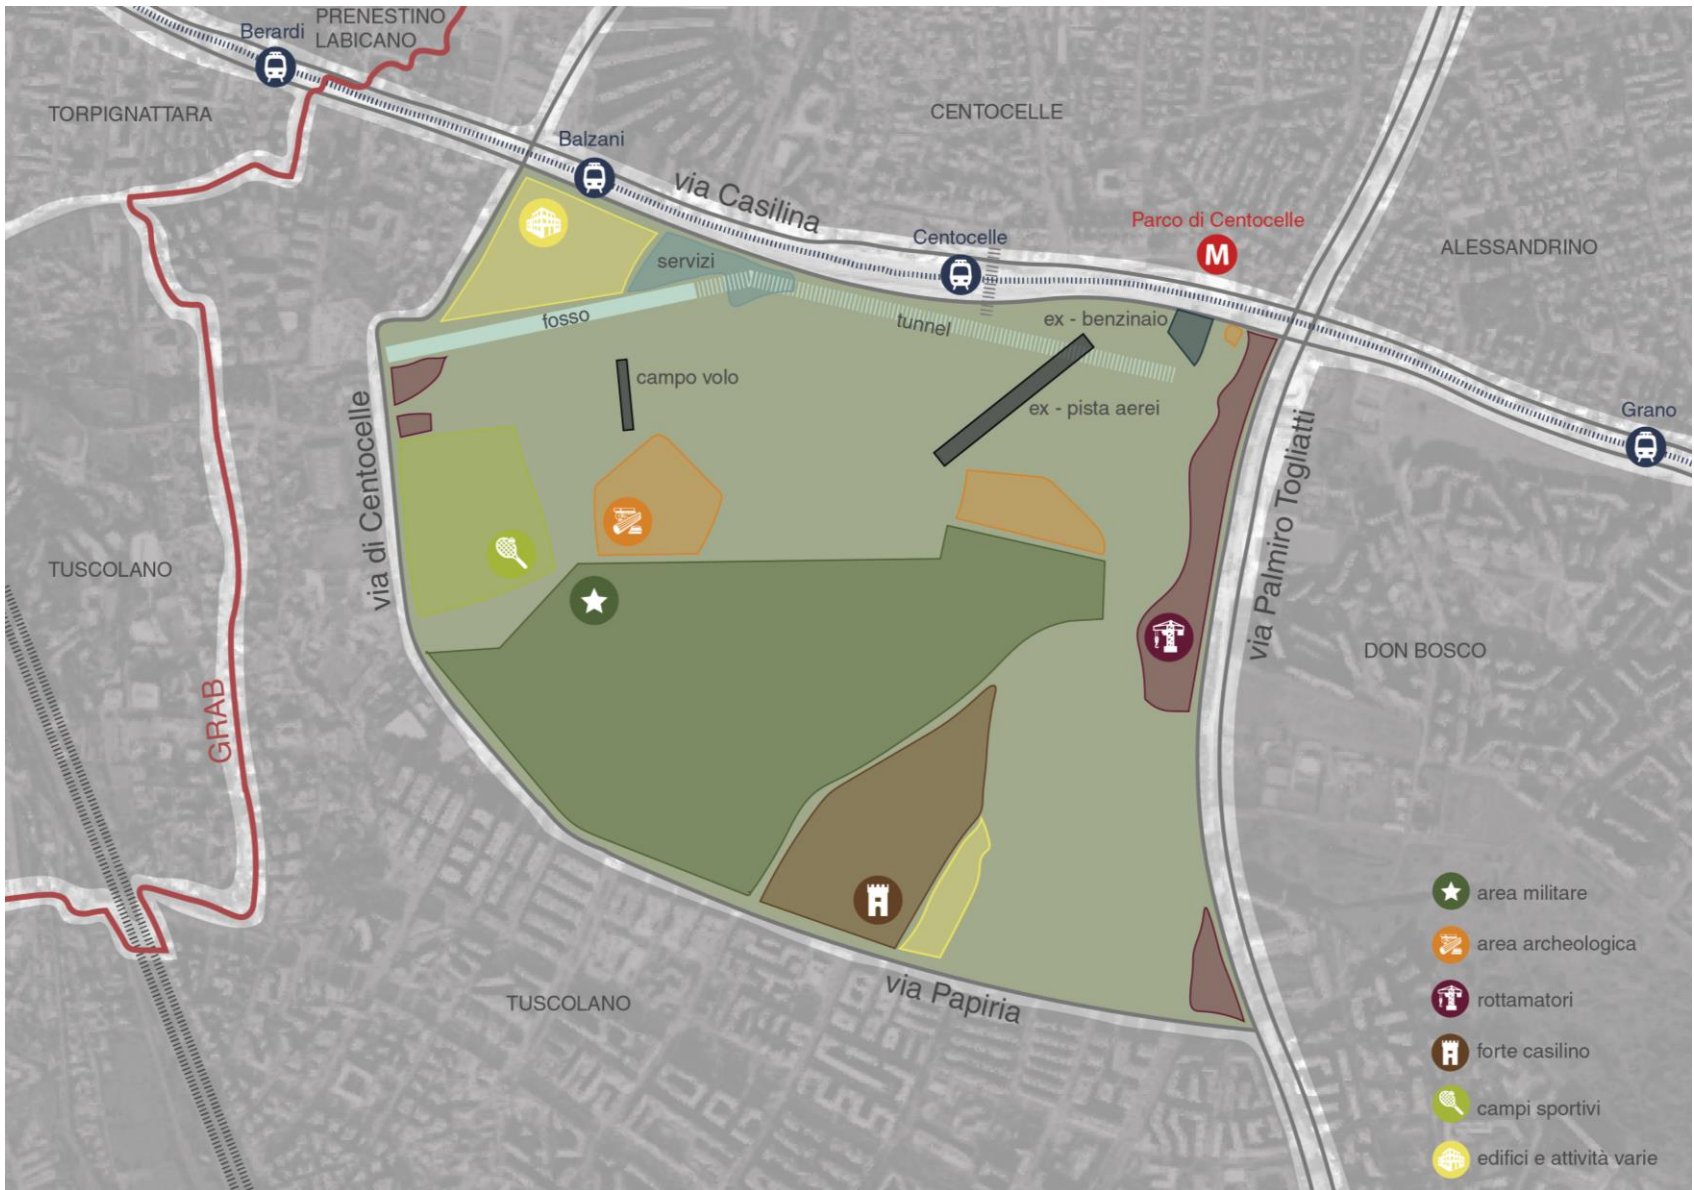 PRENESTINO
LABICANO
Berardi
TORPIGNATTARA
CENTOCELLE
Balzani
via Casilina
Parco di Centocelle
M
Centocelle
ALESSANDRINO
servizi
fosso
tunnel
ex - benzinaio
campo volo
ex - pista aerei
Grano
via di Centocelle
via Palmiro Togliatti
TUSCOLANO
DON BOSCO
GRAB
TUSCOLANO
via Papiria
area militare
area archeologica
rottamatori
forte casilino
campi sportivi
edifici e attività varie